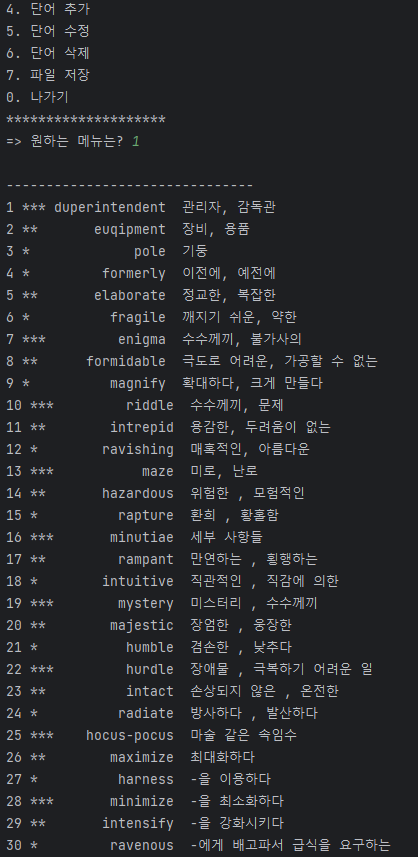 4. 단어 추가
5. 단어 수정
6. 단어 삭제
7. 파일 저장
0. 나가기
********************
=> 원하는 메뉴는? 1
-------------------------------
1 *** duperintendent 관리자, 감독관
2 ** euqipment 장비, 용품
3 * pole 기둥
4 * formerly 이전에, 예전에
5 ** elaborate 정교한, 복잡한
6 * fragile 깨지기 쉬운, 약한
7 *** enigma 수수께끼, 불가사의
8 ** formidable 극도로 어려운, 가공할 수 없는
9 * magnify 확대하다, 크게 만들다
10 *** riddle 수수께끼, 문제
11 ** intrepid 용감한, 두려움이 없는
12 * ravishing 매혹적인, 아름다운
13 *** maze 미로, 난로
14 ** hazardous 위험한 , 모험적인
15 * rapture 환희 , 황홀함
16 *** minutiae 세부 사항들
17 ** rampant 만연하는 , 횡행하는
18 * intuitive 직관적인 , 직감에 의한
19 *** mystery 미스터리 , 수수께끼
20 ** majestic 장엄한 , 웅장한
21 * humble 겸손한 , 낮추다
22 *** hurdle 장애물 , 극복하기 어려운 일
23 ** intact 손상되지 않은 , 온전한
24 * radiate 방사하다 , 발산하다
25 *** hocus-pocus 마술 같은 속임수
26 ** maximize 최대화하다
27 * harness -을 이용하다
28 *** minimize -을 최소화하다
29 ** intensify -을 강화시키다
30 * ravenous -에게 배고파서 급식을 요구하는